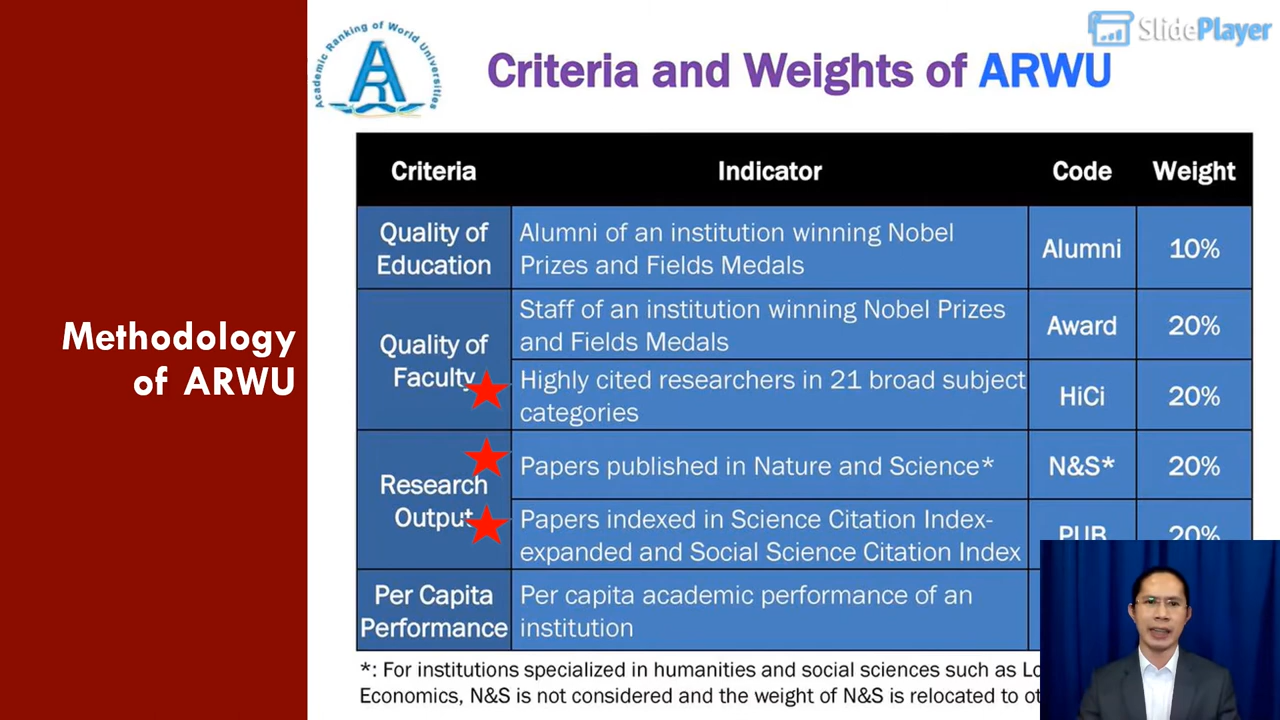 Academic Ranking of World Universities
SlidePlayer
Criteria and Weights of ARWU
Methodology
of ARWU
Criteria Indicator Code Weight
Quality of
Education
Alumni of an institution winning Nobel
Prizes and Fields Medals
Alumni
10%
Quality of
Faculty
Staff of an institution winning Nobel Prizes
and Fields Medals
Award
20%
Highly cited researchers in 21 broad subject
categories
HiCi
20%
Research
Output
Papers published in Nature and Science*
N&S*
20%
Papers indexed in Science Citation Index-
expanded and Social Science Citation Index
PUB
20%
Per Capita
Performance
Per capita academic performance of an
institution
*: For institutions specialized in humanities and social sciences such as
Economics, N&S is not considered and the weight of N&S is relocated to